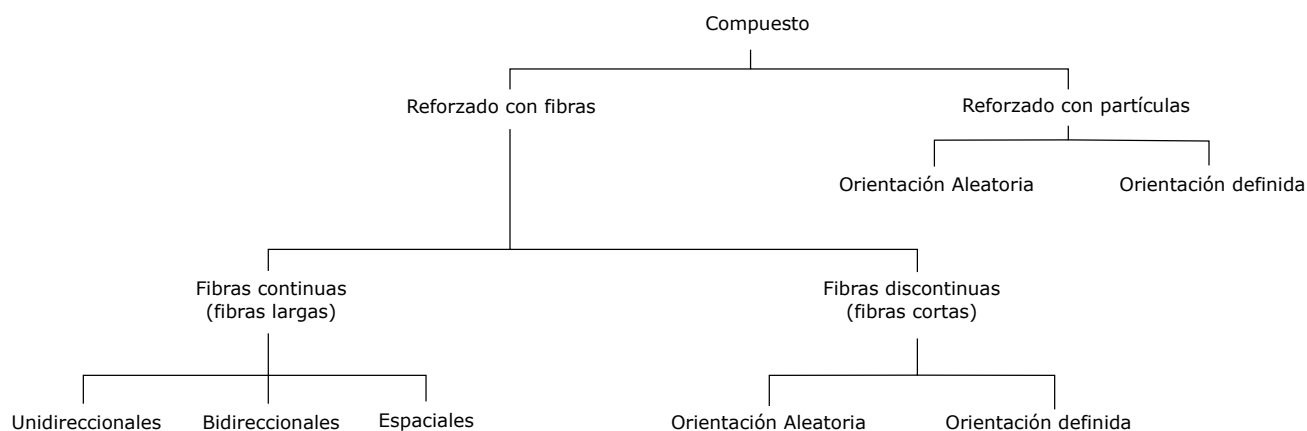 Compuesto
Reforzado con fibras
Reforzado con partículas
Orientación Aleatoria
Orientación definida
Fibras continuas
(fibras largas)
Fibras discontinuas
(fibras cortas)
Unidireccionales
Bidireccionales
Espaciales
Orientación Aleatoria
Orientación definida